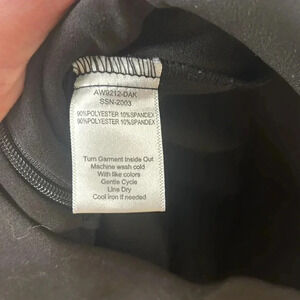 AW9212-DAK
SSN-2003
90%POLYESTER 10%SPANDEX
90%POLYESTER 10%SPANDEX
Turn Garment Inside Out
Machine wash cold
With like colors
Gentle Cycle
Line Dry
Cool iron if needed